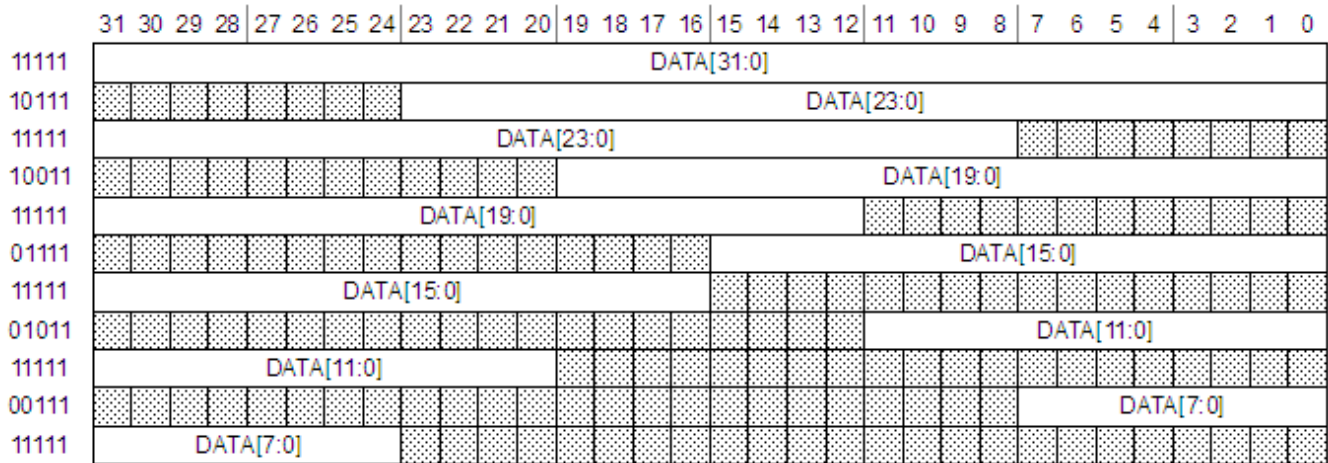 31 30 29 28 27 26 25 24 23 22 21 20 19 18 17 16 15 14 13 12 11 10 9 8 7 6 5 4 3 2 1 0
11111 DATA[31:0]
10111 DATA[23:0]
11111 DATA[23:0]
10011 DATA[19:0]
11111 DATA[19:0]
01111 DATA[15:0]
11111 DATA[15:0]
01011 DATA[11:0]
11111 DATA[11:0]
00111 DATA[7:0]
11111 DATA[7:0]